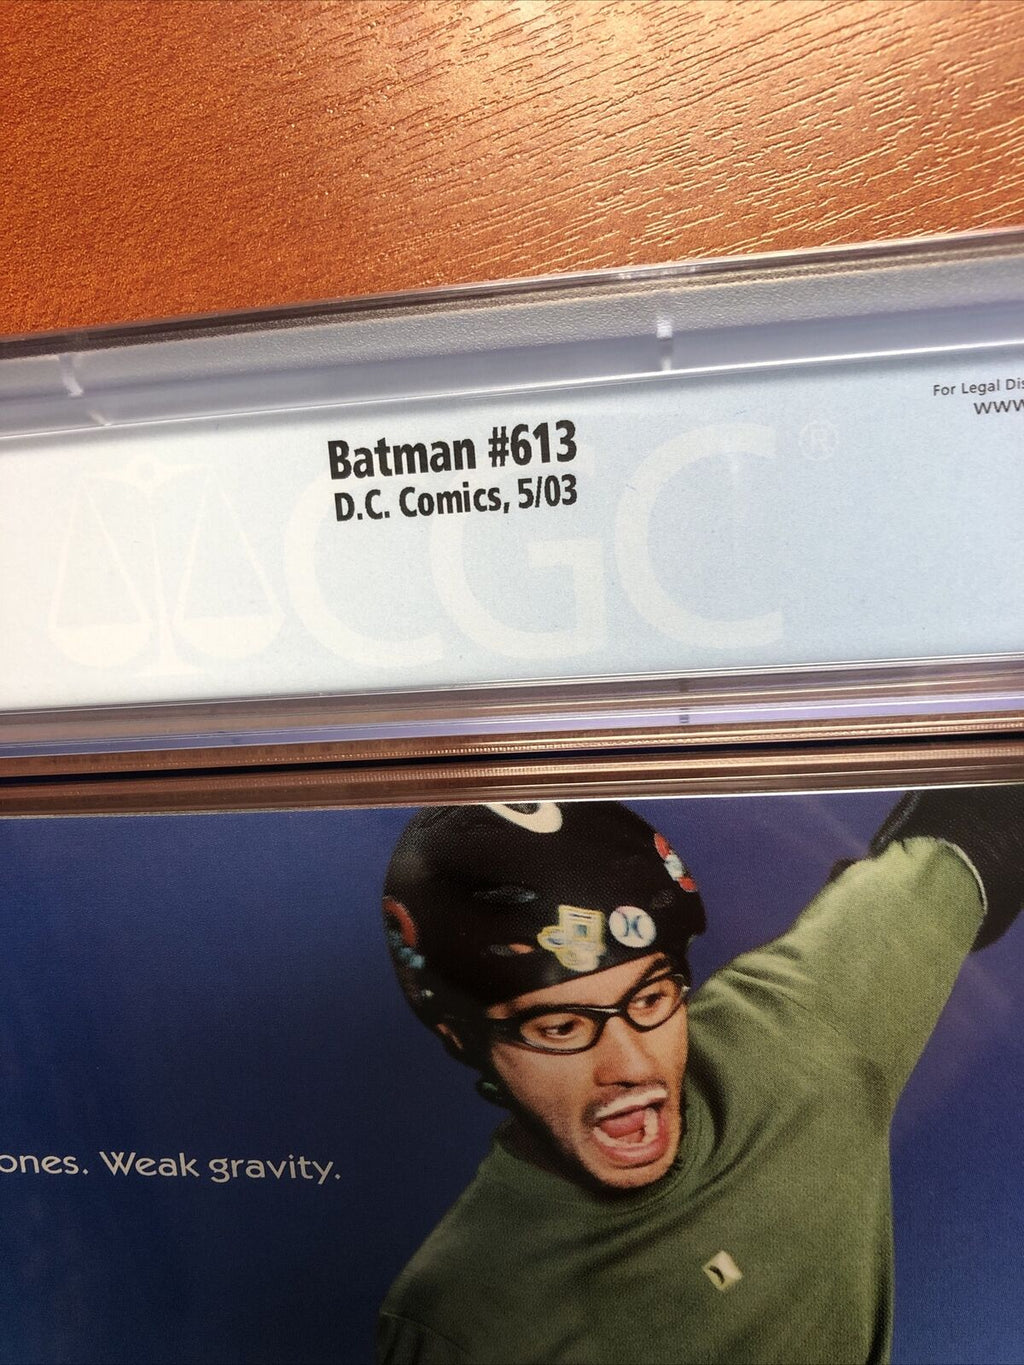 For Legal Dis
www
Batman #613
D.C. Comics, 5/03
CGC®
ones. Weak gravity.